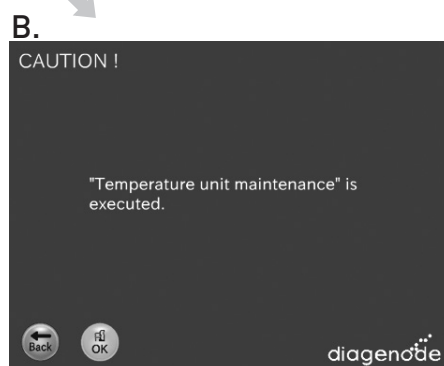 B.
CAUTION !
"Temperature unit maintenance" is
executed.
Back
OK
diagenode